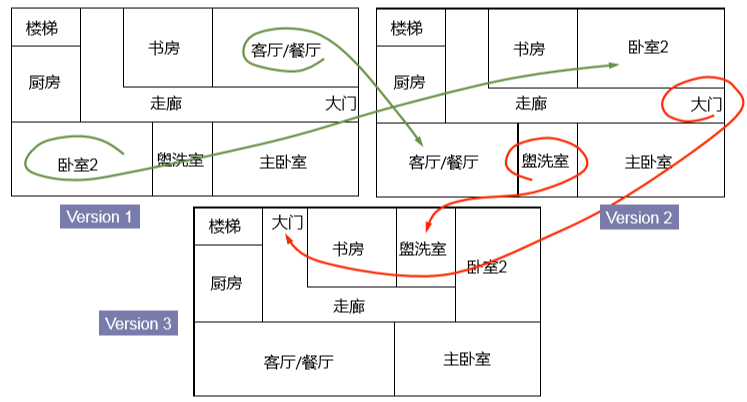 楼梯
书房
客厅/餐厅
厨房
走廊
大门
卧室2
盥洗室
主卧室
Version 1
楼梯
书房
卧室2
厨房
走廊
大门
客厅/餐厅
盥洗室
主卧室
Version 2
楼梯
大门
书房
盥洗室
卧室2
厨房
走廊
Version 3
客厅/餐厅
主卧室